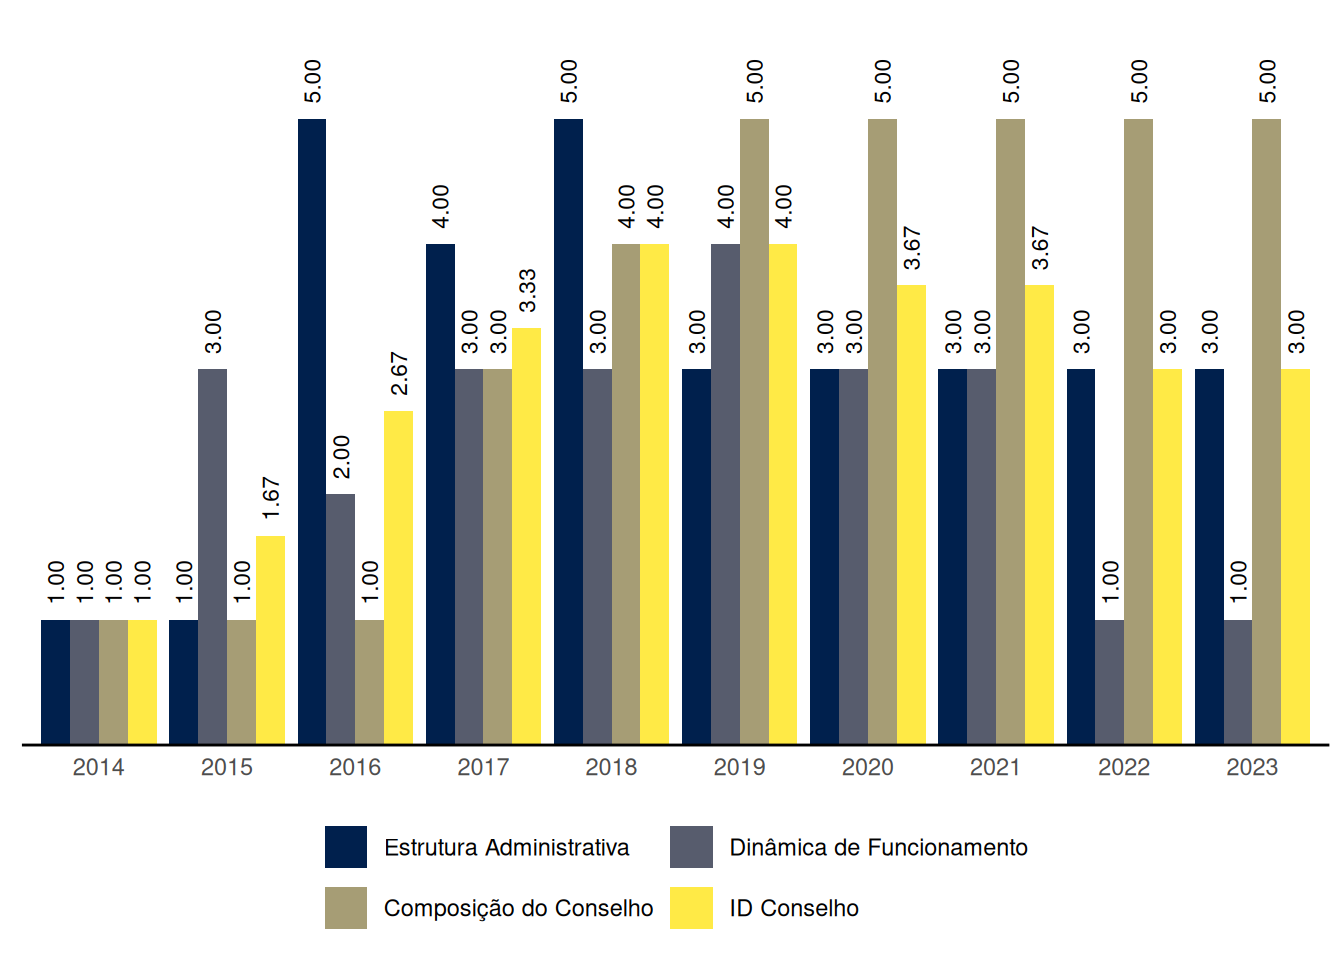 1.00 1.00 1.00 1.00
1.00 3.00 1.00 1.67
5.00 2.00 1.00 2.67
4.00 3.00 3.00 3.33
5.00 3.00 4.00 4.00
3.00 4.00 5.00 4.00
3.00 3.00 5.00 3.67
3.00 3.00 5.00 3.67
3.00 1.00 5.00 3.00
3.00 1.00 5.00 3.00
2014 2015 2016 2017 2018 2019 2020 2021 2022 2023
Estrutura Administrativa Dinâmica de Funcionamento
Composição do Conselho ID Conselho